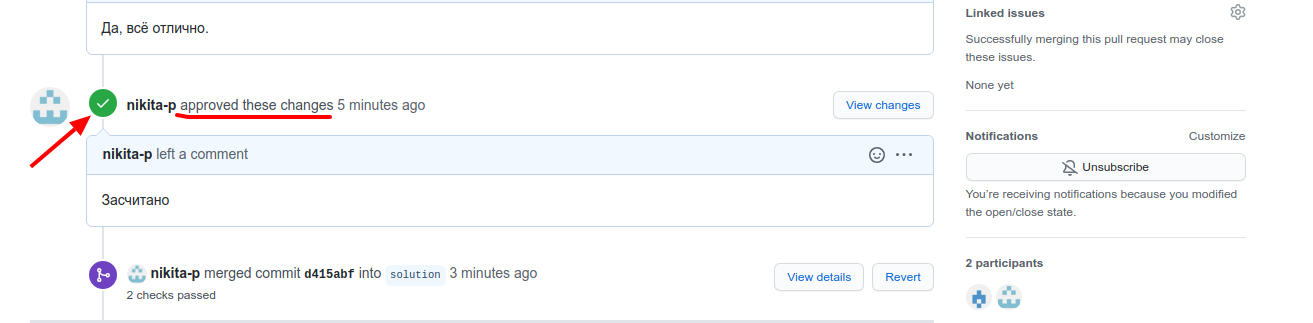 Да, всё отлично.
nikita-p approved these changes 5 minutes ago
View changes
nikita-p left a comment
Засчитано
nikita-p merged commit d415abf into solution 3 minutes ago
View details
Revert
2 checks passed
Linked issues
Successfully merging this pull request may close
these issues.
None yet
Notifications
Customize
Unsubscribe
You’re receiving notifications because you modified
the open/close state.
2 participants